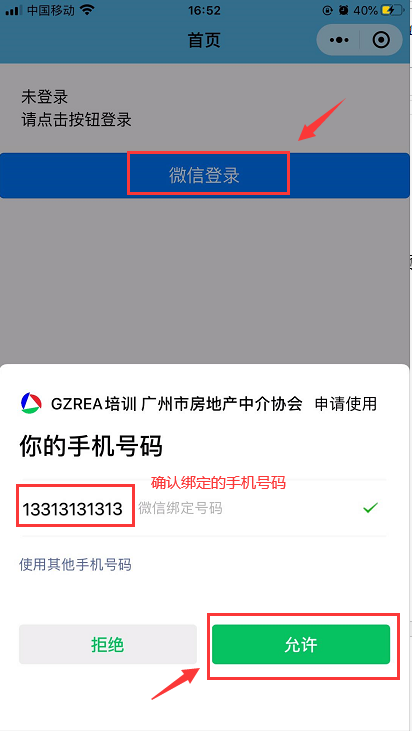 中国移动 16:52 40%
首页
未登录
请点击按钮登录
微信登录
GZREA培训 广州市房地产中介协会 申请使用
你的手机号码
确认绑定的手机号码
13313131313 微信绑定号码
使用其他手机号码
拒绝 允许